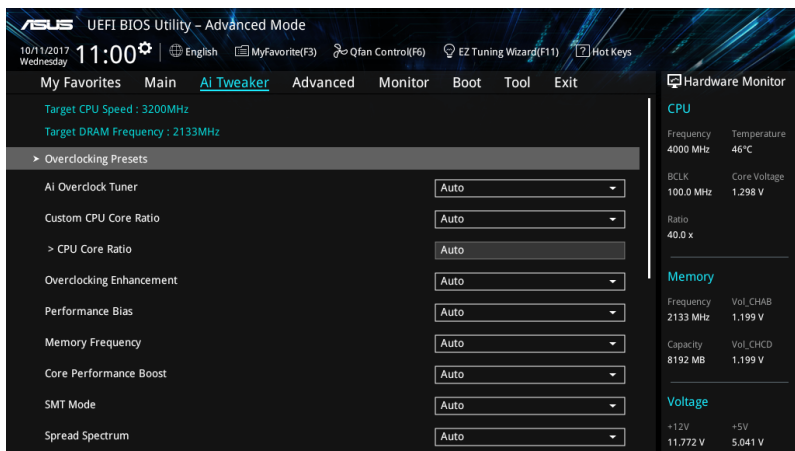 ASUS UEFI BIOS Utility – Advanced Mode
10/11/2017 Wednesday 11:00 English MyFavorite(F3) Qfan Control(F6) EZ Tuning Wizard(F11) ? Hot Keys
My Favorites Main Ai Tweaker Advanced Monitor Boot Tool Exit
Target CPU Speed : 3200MHz
Target DRAM Frequency : 2133MHz
> Overclocking Presets
Ai Overclock Tuner Auto
Custom CPU Core Ratio Auto
> CPU Core Ratio Auto
Overclocking Enhancement Auto
Performance Bias Auto
Memory Frequency Auto
Core Performance Boost Auto
SMT Mode Auto
Spread Spectrum Auto
Hardware Monitor
CPU
Frequency Temperature
4000 MHz 46°C
BCLK Core Voltage
100.0 MHz 1.298 V
Ratio
40.0 x
Memory
Frequency Vol_CHAB
2133 MHz 1.199 V
Capacity Vol_CHCD
8192 MB 1.199 V
Voltage
+12V +5V
11.772 V 5.041 V